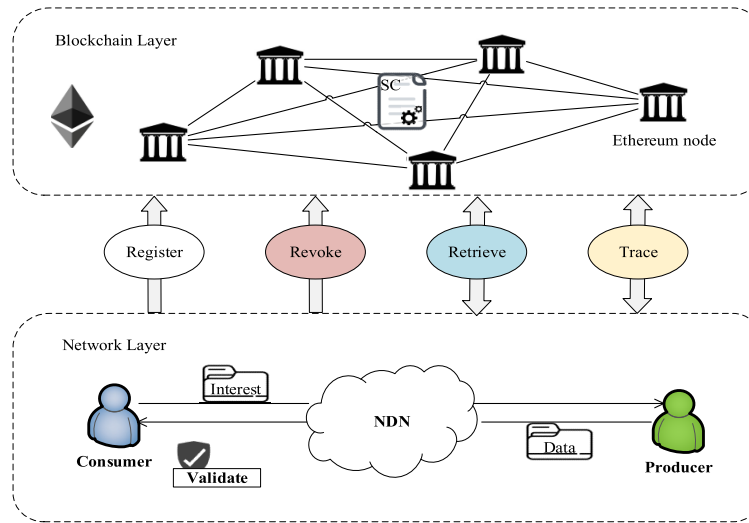 Blockchain Layer
SC
Ethereum node
Register
Revoke
Retrieve
Trace
Network Layer
Interest
NDN
Data
Consumer
Validate
Producer